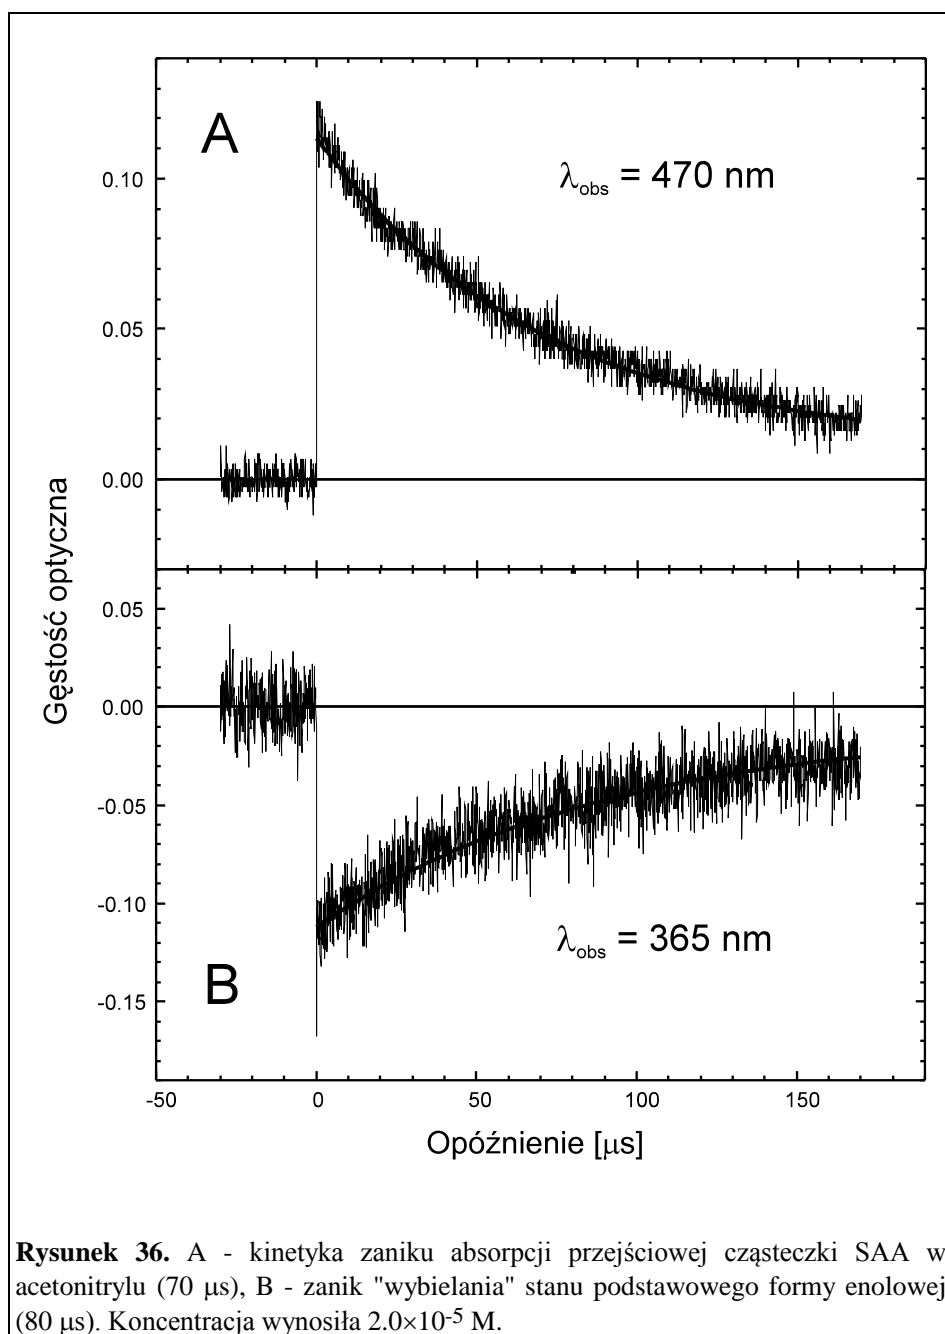 A
λobs = 470 nm
0.10
0.05
0.00
Gęstość optyczna
0.05
0.00
-0.05
-0.10
-0.15
λobs = 365 nm
B
-50 0 50 100 150
Opóźnienie [μs]
Rysunek 36. A - kinetyka zaniku absorpcji przejściowej cząsteczki SAA w
acetonitrylu (70 μs), B - zanik "wybielania" stanu podstawowego formy enolowej
(80 μs). Koncentracja wynosiła 2.0×10-5 M.